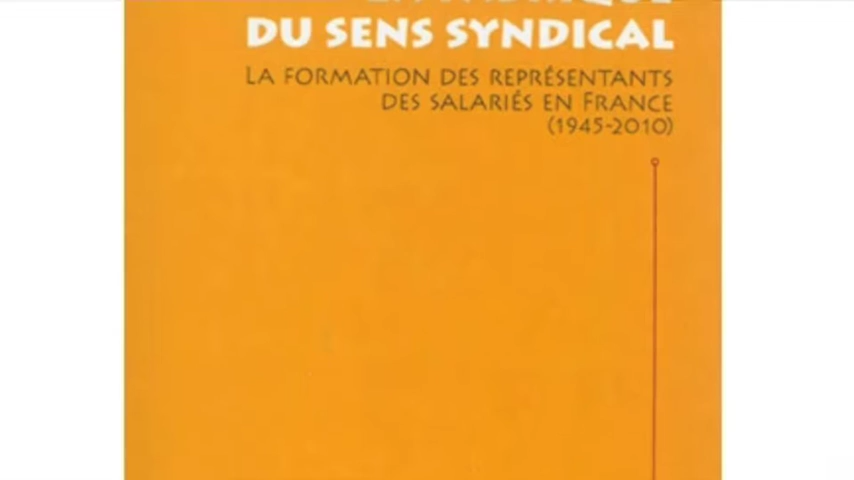 DU SENS SYNDICAL
LA FORMATION DES REPRÉSENTANTS
DES SALARIÉS EN FRANCE
(1945-2010)